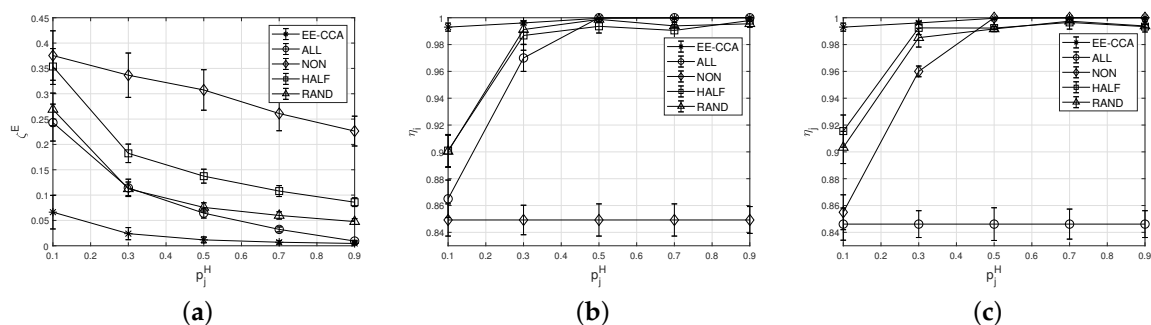 0.45
0.4
0.35
0.3
0.25
0.2
0.15
0.1
0.05
0
ζ^E
0.1 0.2 0.3 0.4 0.5 0.6 0.7 0.8 0.9
p_j^H
EE-CCA
ALL
NON
HALF
RAND
(a)
1
0.98
0.96
0.94
0.92
0.9
0.88
0.86
0.84
η_i
0.1 0.2 0.3 0.4 0.5 0.6 0.7 0.8 0.9
p_j^H
EE-CCA
ALL
NON
HALF
RAND
(b)
1
0.98
0.96
0.94
0.92
0.9
0.88
0.86
0.84
η_j
0.1 0.2 0.3 0.4 0.5 0.6 0.7 0.8 0.9
p_j^H
EE-CCA
ALL
NON
HALF
RAND
(c)